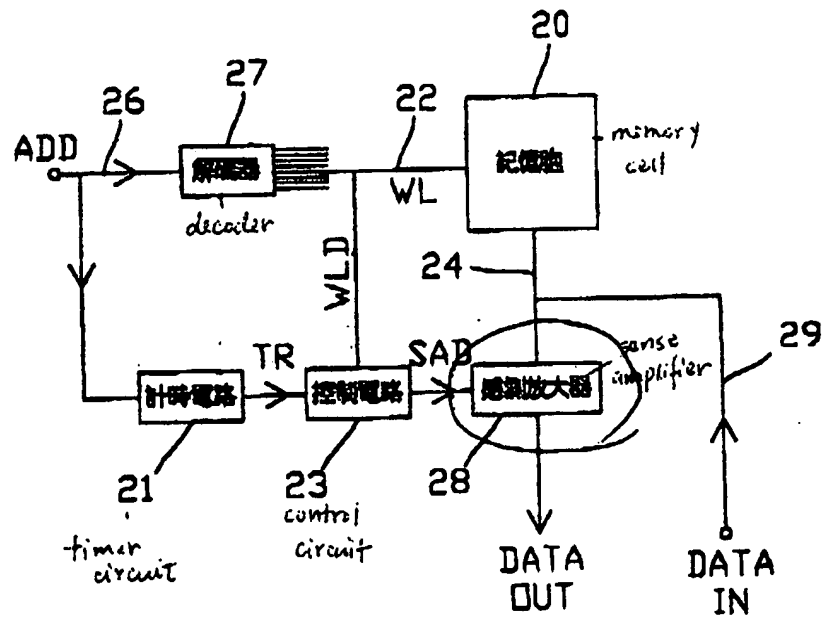 20
27
22
26
ADD
解碼器
記憶胞
mimory
cell
WL
decoder
WLD
24
TR
SAD
sense
amplifier
29
計時電路
控制電路
感測放大器
21
23
28
control
circuit
timer
circuit
DATA
OUT
DATA
IN